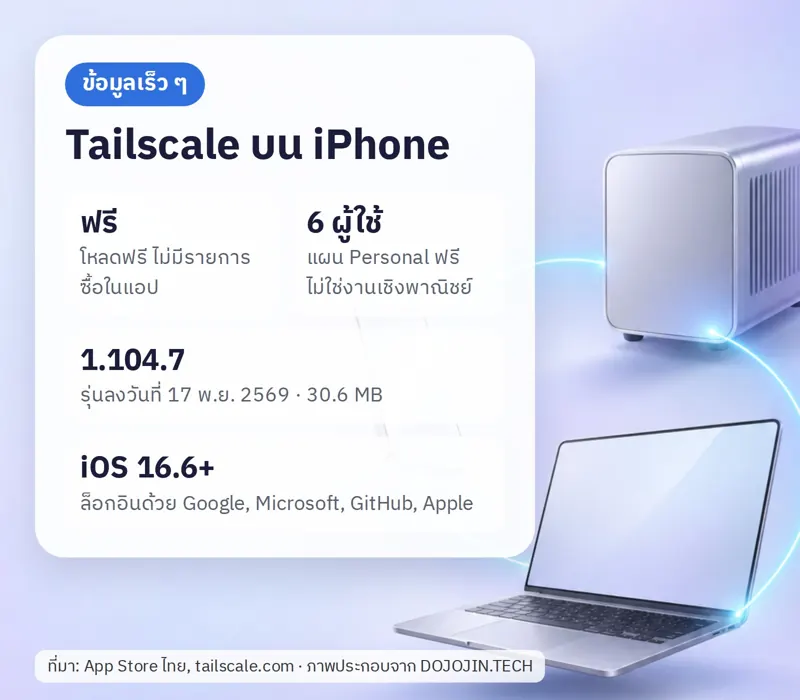 ข้อมูลเร็ว ๆ
Tailscale บน iPhone
ฟรี
โหลดฟรี ไม่มีรายการ
ซื้อในแอป
6 ผู้ใช้
แผน Personal ฟรี
ไม่ใช่งานเชิงพาณิชย์
1.104.7
รุ่นลงวันที่ 17 พ.ย. 2569 · 30.6 MB
iOS 16.6+
ล็อกอินด้วย Google, Microsoft, GitHub, Apple
ที่มา: App Store ไทย, tailscale.com · ภาพประกอบจาก DOJOJIN.TECH